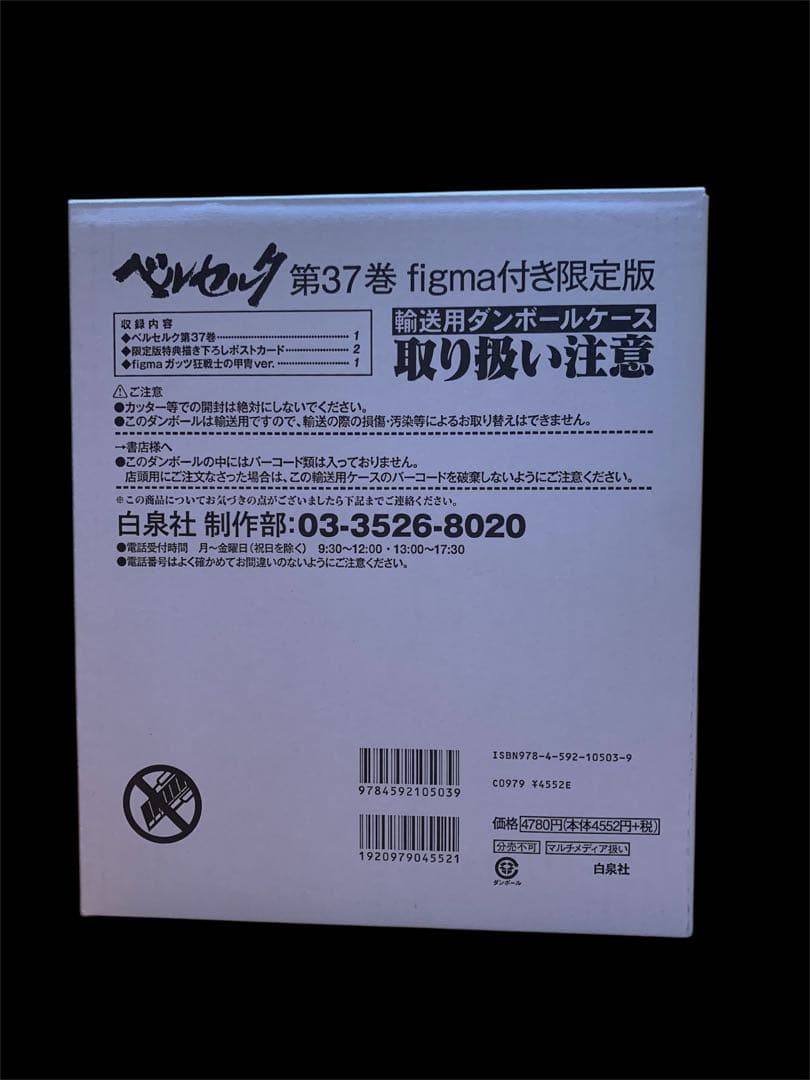 ベルセルク 第37巻 figma付き限定版
輸送用ダンボールケース
取り扱い注意
収録内容
◆ベルセルク第37巻 1
◆限定版特典描き下ろしポストカード 2
◆figma ガッツ狂戦士の甲冑ver. 1
⚠ご注意
●カッター等での開封は絶対にしないでください。
●このダンボールは輸送用ですので、輸送の際の損傷・汚染等によるお取り替えはできません。
→書店様へ
●このダンボールの中にはバーコード類は入っておりません。
店頭用にご注文なさった場合は、この輸送用ケースのバーコードを破棄しないようにご注意ください。
※この商品についてお気づきの点がございましたら下記までご連絡ください。
白泉社 制作部:03-3526-8020
●電話受付時間 月〜金曜日(祝日を除く) 9:30〜12:00・13:00〜17:30
●電話番号はよく確かめてお間違いのないようにご注意ください。
9784592105039
1920979045521
ISBN978-4-592-10503-9
C0979 ¥4552E
価格 4780円(本体4552円+税)
分売不可 マルチメディア扱い
ダンボール
白泉社